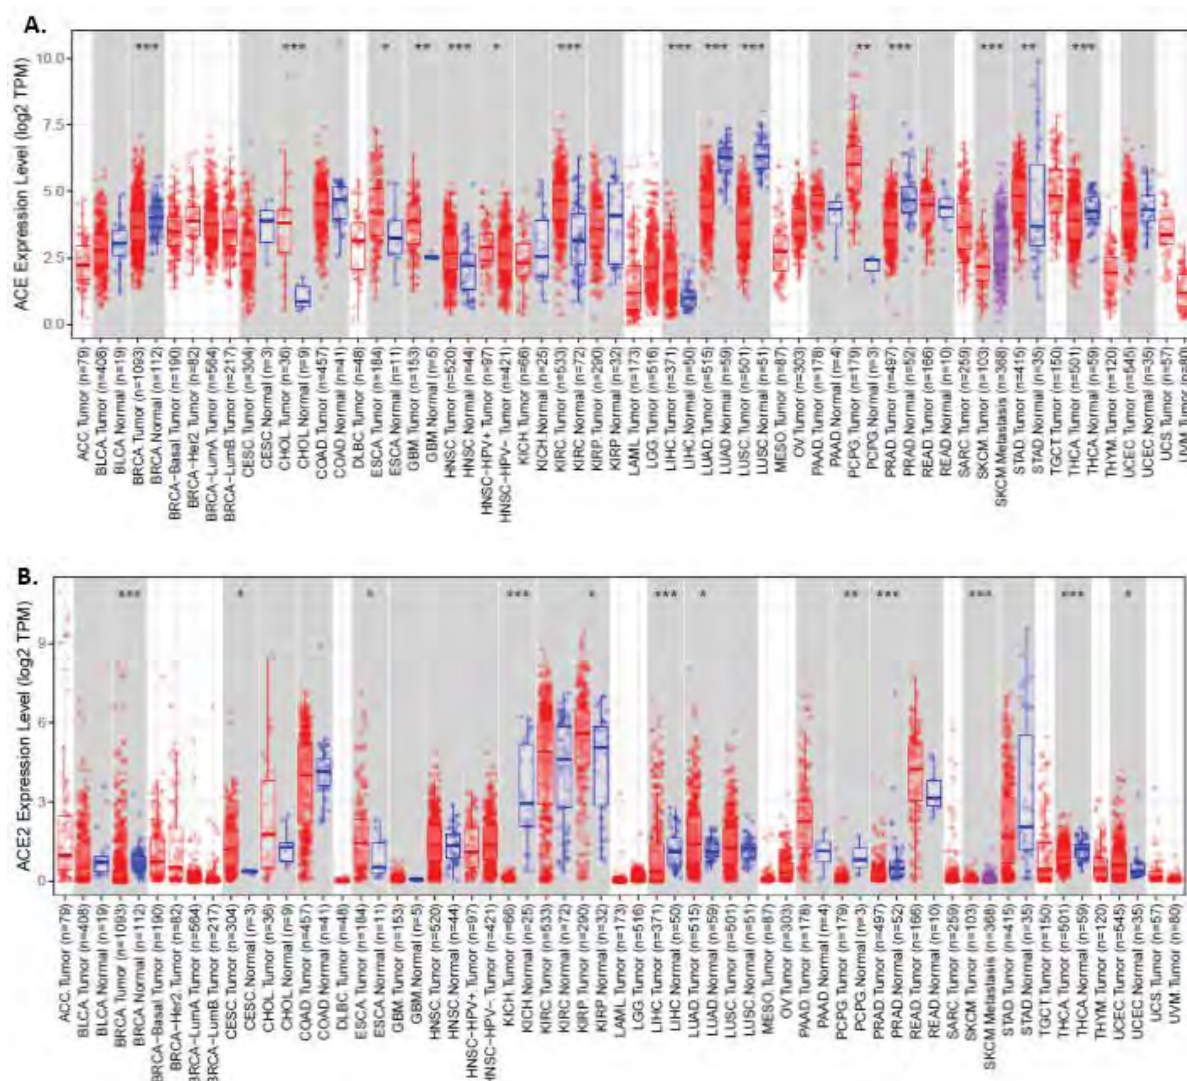 A.
ACE Expression Level (log2 TPM)
10.0
7.5
5.0
2.5
0.0
***
***
*
**
***
*
***
***
***
***
**
***
***
**
***
ACC Tumor (n=79)
BLCA Tumor (n=408)
BLCA Normal (n=19)
BRCA Tumor (n=1093)
BRCA Normal (n=112)
BRCA-Basal Tumor (n=190)
BRCA-Her2 Tumor (n=82)
BRCA-LumA Tumor (n=564)
BRCA-LumB Tumor (n=217)
CESC Tumor (n=304)
CESC Normal (n=3)
CHOL Tumor (n=36)
CHOL Normal (n=9)
COAD Tumor (n=457)
COAD Normal (n=41)
DLBC Tumor (n=48)
ESCA Tumor (n=184)
ESCA Normal (n=11)
GBM Tumor (n=153)
GBM Normal (n=5)
HNSC Tumor (n=520)
HNSC Normal (n=44)
HNSC-HPV+ Tumor (n=97)
HNSC-HPV- Tumor (n=421)
KICH Tumor (n=66)
KICH Normal (n=25)
KIRC Tumor (n=533)
KIRC Normal (n=72)
KIRP Tumor (n=290)
KIRP Normal (n=32)
LAML Tumor (n=173)
LGG Tumor (n=516)
LIHC Tumor (n=371)
LIHC Normal (n=50)
LUAD Tumor (n=515)
LUAD Normal (n=59)
LUSC Tumor (n=501)
LUSC Normal (n=51)
MESO Tumor (n=87)
OV Tumor (n=303)
PAAD Tumor (n=178)
PAAD Normal (n=4)
PCPG Tumor (n=179)
PCPG Normal (n=3)
PRAD Tumor (n=497)
PRAD Normal (n=52)
READ Tumor (n=166)
READ Normal (n=10)
SARC Tumor (n=259)
SKCM Tumor (n=103)
SKCM Metastasis (n=368)
STAD Tumor (n=415)
STAD Normal (n=35)
TGCT Tumor (n=150)
THCA Tumor (n=501)
THCA Normal (n=59)
THYM Tumor (n=120)
UCEC Tumor (n=545)
UCEC Normal (n=35)
UCS Tumor (n=57)
UVM Tumor (n=80)
B.
ACE2 Expression Level (log2 TPM)
9
6
3
0
***
*
*
***
*
***
*
**
***
***
***
*
ACC Tumor (n=79)
BLCA Tumor (n=408)
BLCA Normal (n=19)
BRCA Tumor (n=1093)
BRCA Normal (n=112)
BRCA-Basal Tumor (n=190)
BRCA-Her2 Tumor (n=82)
BRCA-LumA Tumor (n=564)
BRCA-LumB Tumor (n=217)
CESC Tumor (n=304)
CESC Normal (n=3)
CHOL Tumor (n=36)
CHOL Normal (n=9)
COAD Tumor (n=457)
COAD Normal (n=41)
DLBC Tumor (n=48)
ESCA Tumor (n=184)
ESCA Normal (n=11)
GBM Tumor (n=153)
GBM Normal (n=5)
HNSC Tumor (n=520)
HNSC Normal (n=44)
HNSC-HPV+ Tumor (n=97)
HNSC-HPV- Tumor (n=421)
KICH Tumor (n=66)
KICH Normal (n=25)
KIRC Tumor (n=533)
KIRC Normal (n=72)
KIRP Tumor (n=290)
KIRP Normal (n=32)
LAML Tumor (n=173)
LGG Tumor (n=516)
LIHC Tumor (n=371)
LIHC Normal (n=50)
LUAD Tumor (n=515)
LUAD Normal (n=59)
LUSC Tumor (n=501)
LUSC Normal (n=51)
MESO Tumor (n=87)
OV Tumor (n=303)
PAAD Tumor (n=178)
PAAD Normal (n=4)
PCPG Tumor (n=179)
PCPG Normal (n=3)
PRAD Tumor (n=497)
PRAD Normal (n=52)
READ Tumor (n=166)
READ Normal (n=10)
SARC Tumor (n=259)
SKCM Tumor (n=103)
SKCM Metastasis (n=368)
STAD Tumor (n=415)
STAD Normal (n=35)
TGCT Tumor (n=150)
THCA Tumor (n=501)
THCA Normal (n=59)
THYM Tumor (n=120)
UCEC Tumor (n=545)
UCEC Normal (n=35)
UCS Tumor (n=57)
UVM Tumor (n=80)